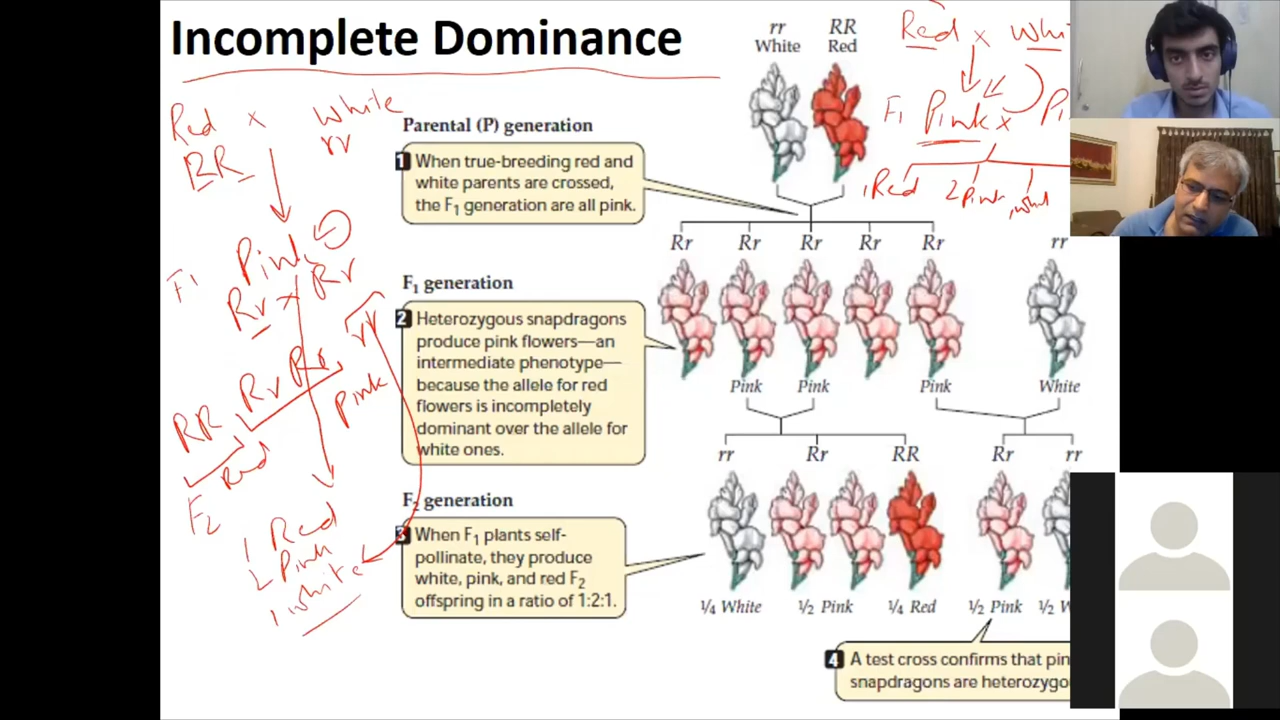 Incomplete Dominance
rr
White
RR
Red
Red x
F1 Pink x
1 Red 2 Pink
Red x White
RR rr
F1 Pink
Rr x Rr
RR Rr Rr rr
Red Pink
F2
1 Red
2 Pink
1 White
Parental (P) generation
1 When true-breeding red and
white parents are crossed,
the F1 generation are all pink.
Rr Rr Rr Rr Rr rr
F1 generation
2 Heterozygous snapdragons
produce pink flowers—an
intermediate phenotype—
because the allele for red
flowers is incompletely
dominant over the allele for
white ones.
Pink Pink Pink White
rr Rr RR Rr rr
F2 generation
3 When F1 plants self-
pollinate, they produce
white, pink, and red F2
offspring in a ratio of 1:2:1.
1/4 White 1/2 Pink 1/4 Red 1/2 Pink 1/2
4 A test cross confirms that
snapdragons are